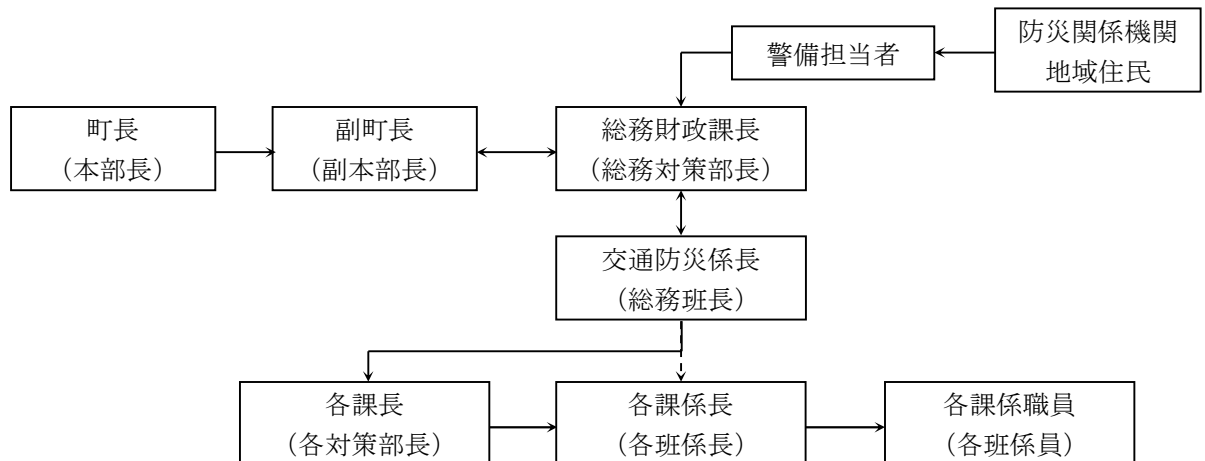 防災関係機関
地域住民
警備担当者
町長
（本部長）
副町長
（副本部長）
総務財政課長
（総務対策部長）
交通防災係長
（総務班長）
各課長
（各対策部長）
各課係長
（各班係長）
各課係職員
（各班係員）